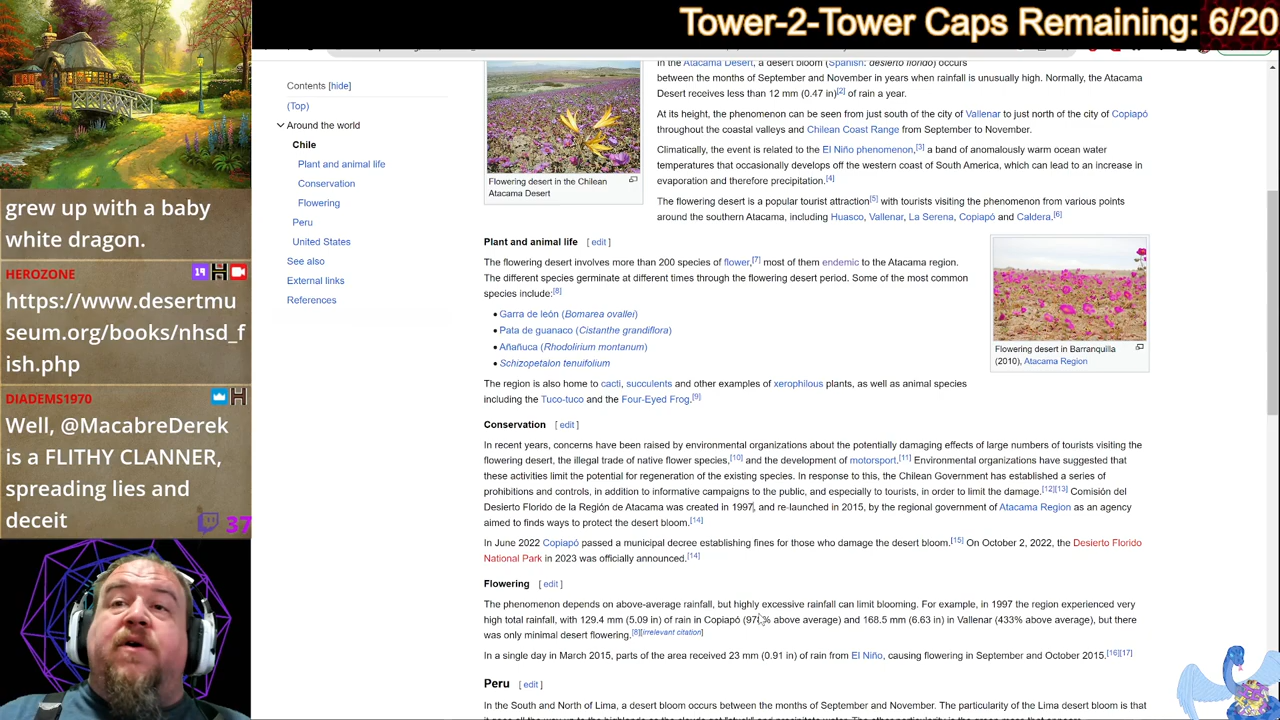 Tower-2-Tower Caps Remaining: 6/20
Contents [hide]
(Top)
Around the world
Chile
Plant and animal life
Conservation
Flowering
Peru
United States
See also
External links
References
Flowering desert in the Chilean
Atacama Desert
In the Atacama Desert, a desert bloom (Spanish: desierto florido) occurs
between the months of September and November in years when rainfall is unusually high. Normally, the Atacama
Desert receives less than 12 mm (0.47 in)[2] of rain a year.
At its height, the phenomenon can be seen from just south of the city of Vallenar to just north of the city of Copiapó
throughout the coastal valleys and Chilean Coast Range from September to November.
Climatically, the event is related to the El Niño phenomenon,[3] a band of anomalously warm ocean water
temperatures that occasionally develops off the western coast of South America, which can lead to an increase in
evaporation and therefore precipitation.[4]
The flowering desert is a popular tourist attraction[5] with tourists visiting the phenomenon from various points
around the southern Atacama, including Huasco, Vallenar, La Serena, Copiapó and Caldera.[6]
Plant and animal life [ edit ]
The flowering desert involves more than 200 species of flower,[7] most of them endemic to the Atacama region.
The different species germinate at different times through the flowering desert period. Some of the most common
species include:[8]
• Garra de león (Bomarea ovallei)
• Pata de guanaco (Cistanthe grandiflora)
• Añañuca (Rhodolirium montanum)
• Schizopetalon tenuifolium
Flowering desert in Barranquilla
(2010), Atacama Region
The region is also home to cacti, succulents and other examples of xerophilous plants, as well as animal species
including the Tuco-tuco and the Four-Eyed Frog.[9]
Conservation [ edit ]
In recent years, concerns have been raised by environmental organizations about the potentially damaging effects of large numbers of tourists visiting the
flowering desert, the illegal trade of native flower species,[10] and the development of motorsport.[11] Environmental organizations have suggested that
these activities limit the potential for regeneration of the existing species. In response to this, the Chilean Government has established a series of
prohibitions and controls, in addition to informative campaigns to the public, and especially to tourists, in order to limit the damage.[12][13] Comisión del
Desierto Florido de la Región de Atacama was created in 1997, and re-launched in 2015, by the regional government of Atacama Region as an agency
aimed to finds ways to protect the desert bloom.[14]
In June 2022 Copiapó passed a municipal decree establishing fines for those who damage the desert bloom.[15] On October 2, 2022, the Desierto Florido
National Park in 2023 was officially announced.[14]
Flowering [ edit ]
The phenomenon depends on above-average rainfall, but highly excessive rainfall can limit blooming. For example, in 1997 the region experienced very
high total rainfall, with 129.4 mm (5.09 in) of rain in Copiapó % above average) and 168.5 mm (6.63 in) in Vallenar (433% above average), but there
was only minimal desert flowering.[8][irrelevant citation]
In a single day in March 2015, parts of the area received 23 mm (0.91 in) of rain from El Niño, causing flowering in September and October 2015.[16][17]
Peru [ edit ]
In the South and North of Lima, a desert bloom occurs between the months of September and November. The particularity of the Lima desert bloom is that
grew up with a baby
white dragon.
HEROZONE 14
https://www.desertmu
seum.org/books/nhsd_f
ish.php
DIADEMS1970
Well, @MacabreDerek
is a FLITHY CLANNER,
spreading lies and
deceit
37